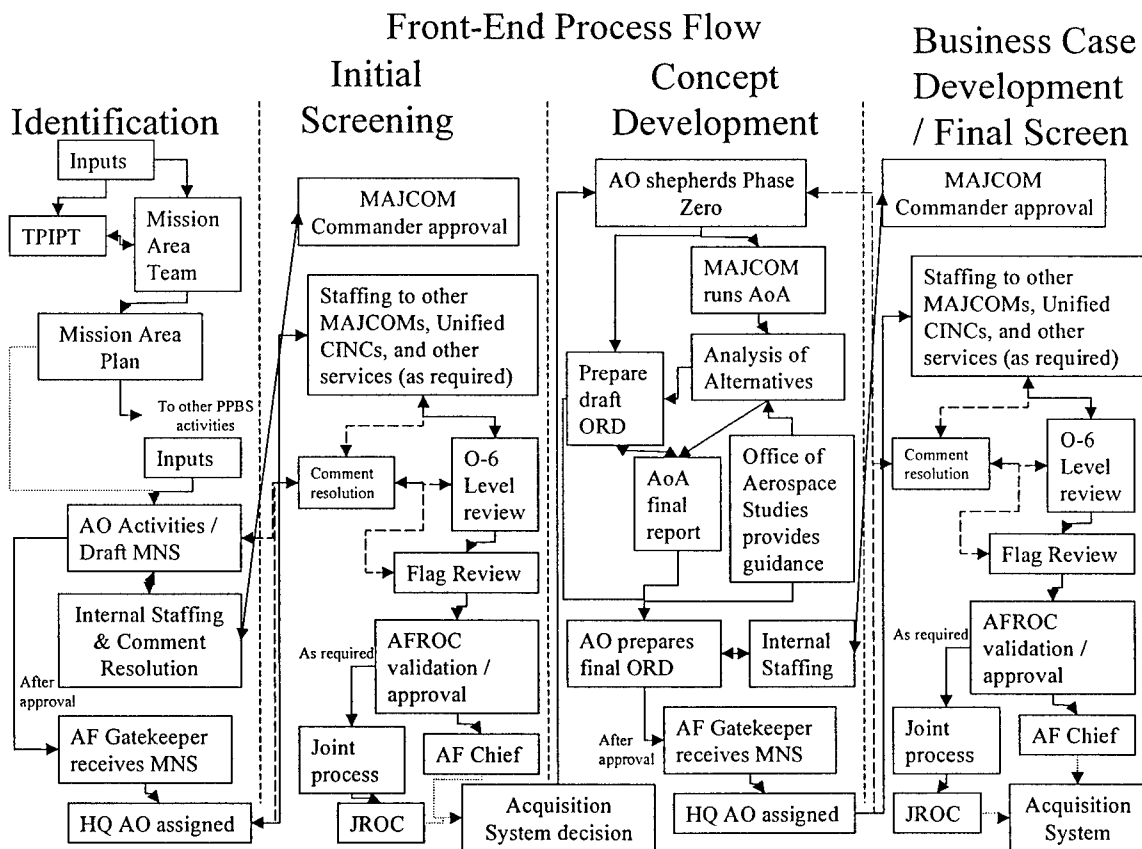 Front-End Process Flow
Identification
Inputs
TPIPT
Mission
Area
Team
Mission Area
Plan
To other PPBS
activities
Inputs
AO Activities /
Draft MNS
Internal Staffing
& Comment
Resolution
After
approval
AF Gatekeeper
receives MNS
HQ AO assigned
Initial
Screening
MAJCOM
Commander approval
Staffing to other
MAJCOMs, Unified
CINCs, and other
services (as required)
Comment
resolution
O-6
Level
review
Flag Review
As required
AFROC
validation /
approval
Joint
process
AF Chief
JROC
Acquisition
System decision
Concept
Development
AO shepherds Phase
Zero
MAJCOM
runs AoA
Analysis of
Alternatives
Prepare
draft
ORD
AoA
final
report
Office of
Aerospace
Studies
provides
guidance
AO prepares
final ORD
Internal
Staffing
After
approval
AF Gatekeeper
receives MNS
HQ AO assigned
Business Case
Development
/ Final Screen
MAJCOM
Commander approval
Staffing to other
MAJCOMs, Unified
CINCs, and other
services (as required)
Comment
resolution
O-6
Level
review
Flag Review
As required
AFROC
validation /
approval
Joint
process
AF Chief
JROC
Acquisition
System